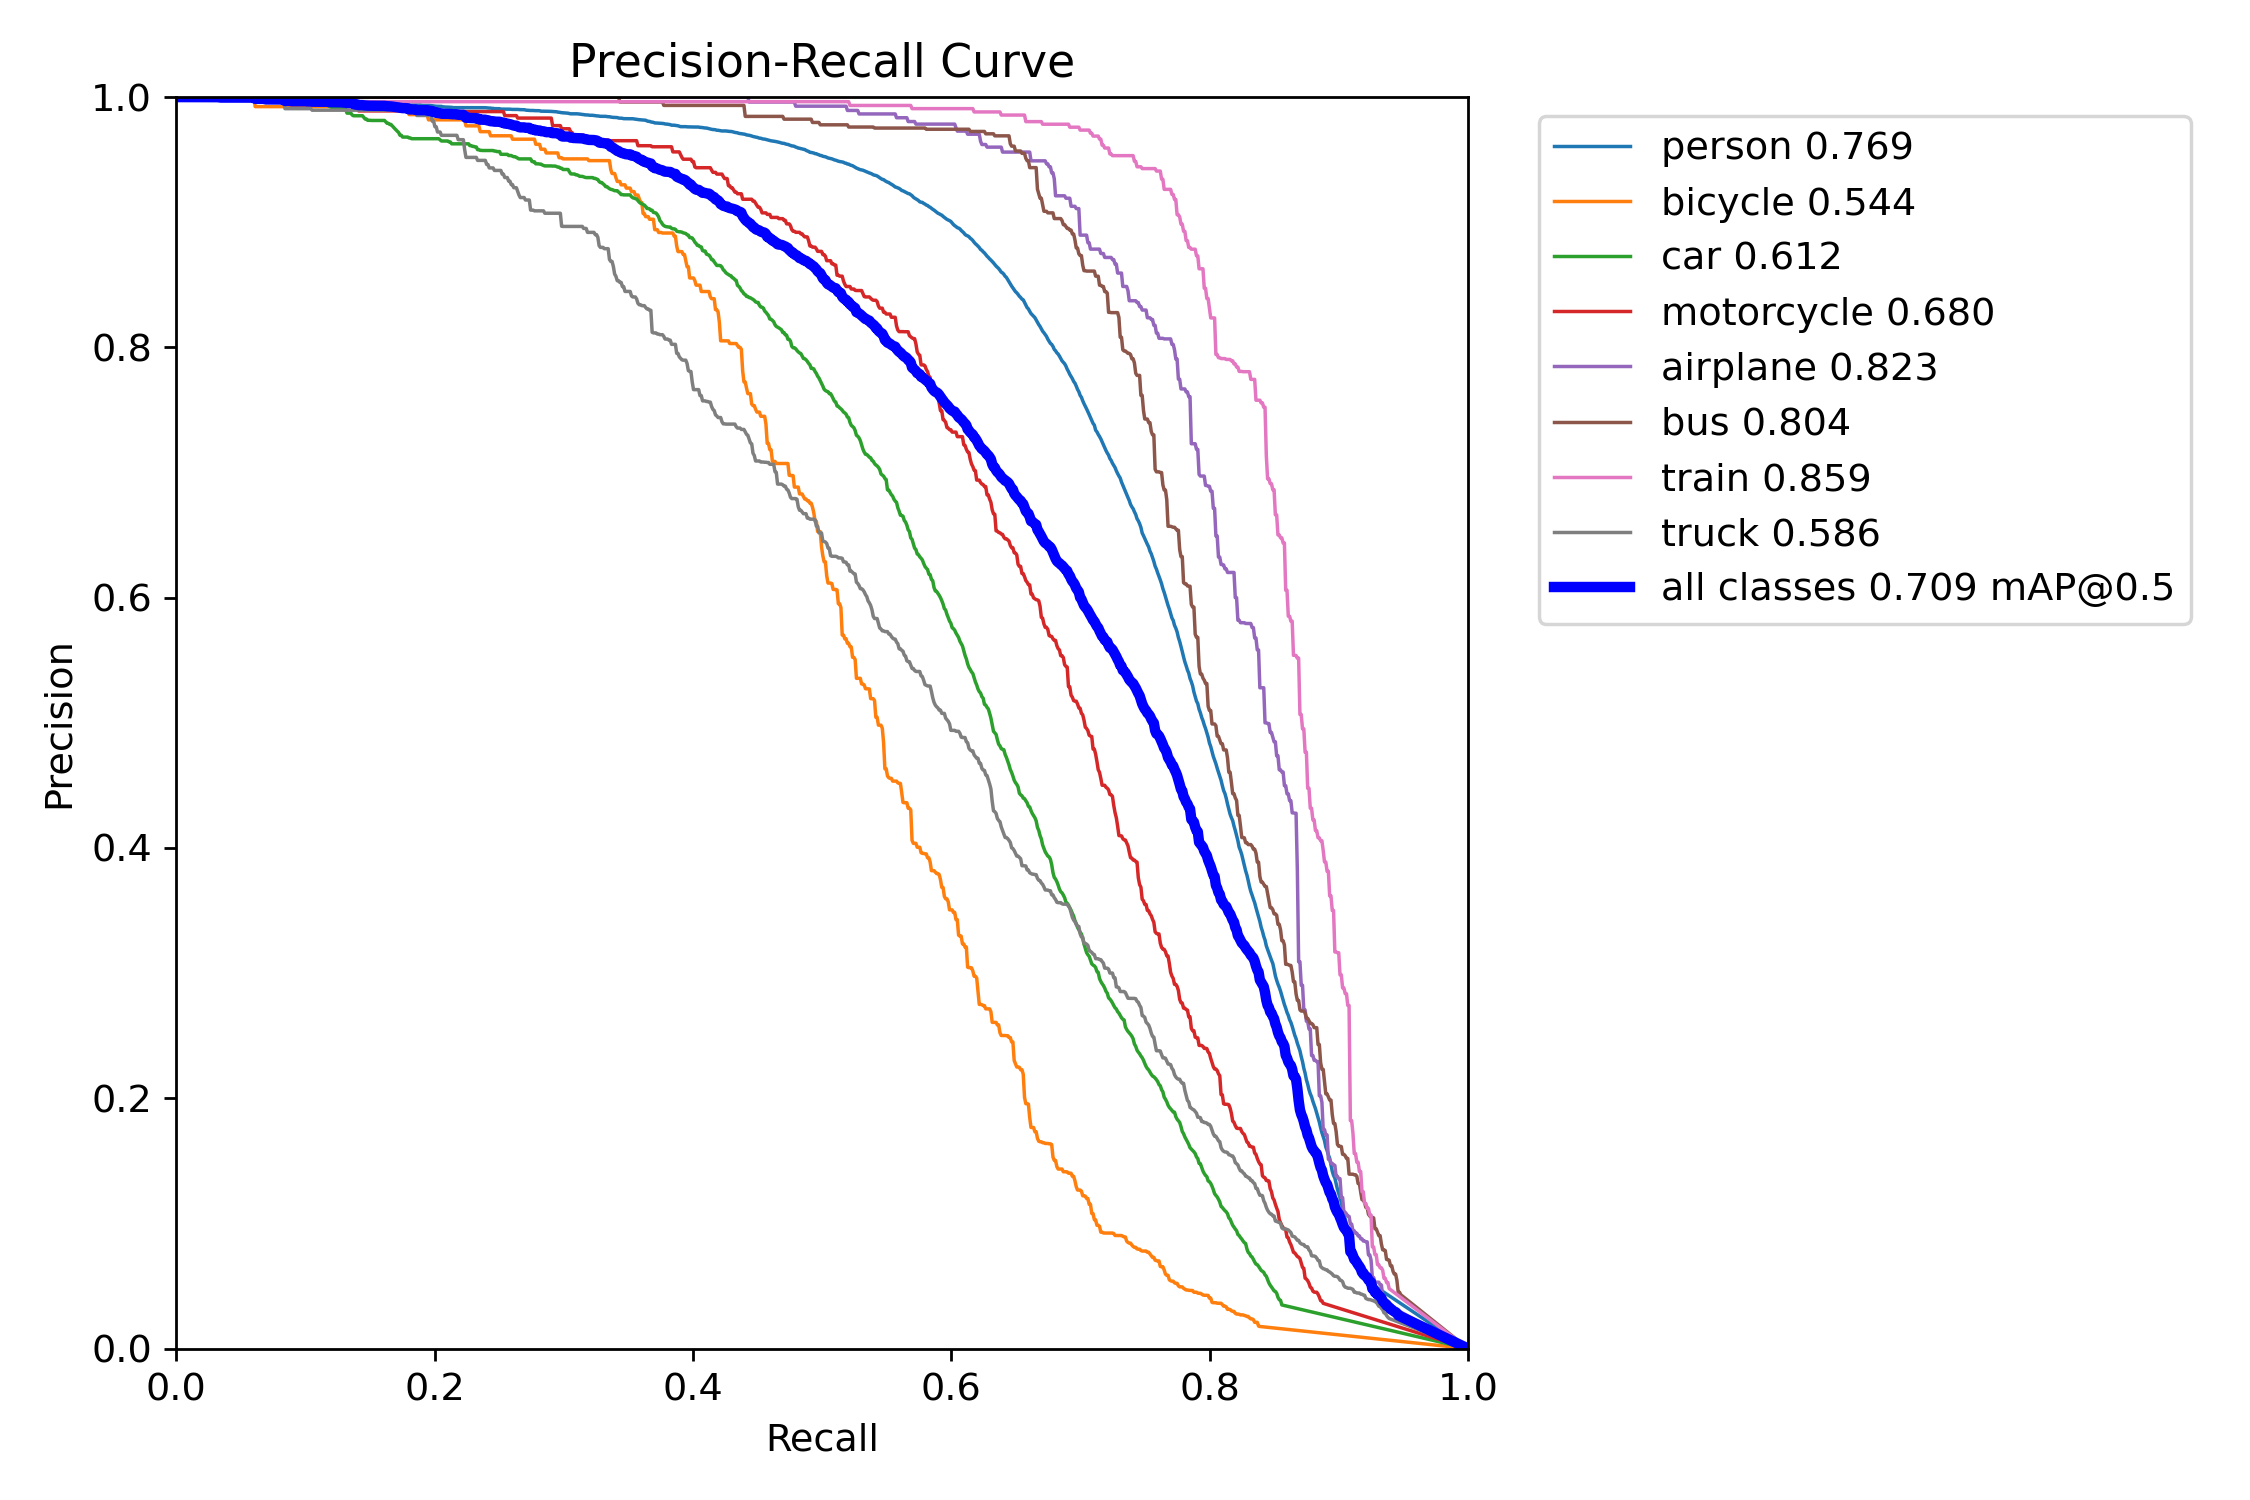 Precision-Recall Curve
1.0
0.8
0.6
0.4
0.2
0.0
Precision
0.0 0.2 0.4 0.6 0.8 1.0
Recall
person 0.769
bicycle 0.544
car 0.612
motorcycle 0.680
airplane 0.823
bus 0.804
train 0.859
truck 0.586
all classes 0.709 mAP@0.5